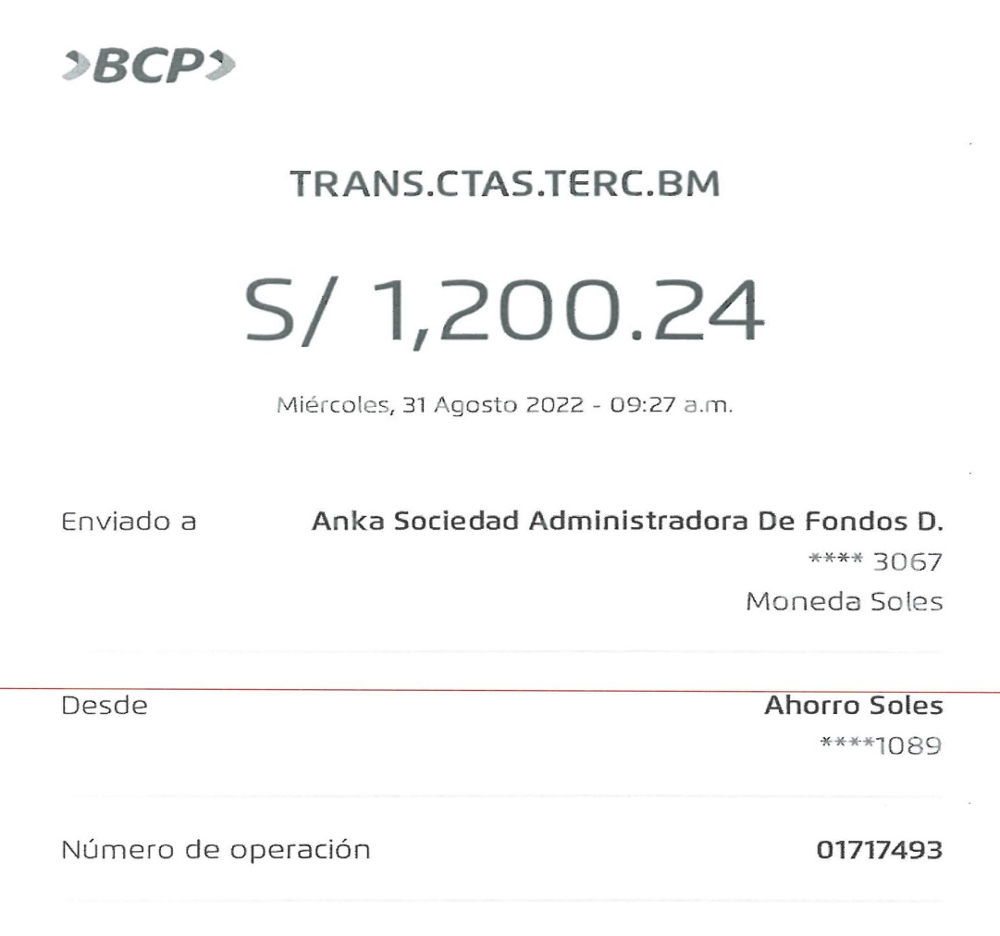 BCP
TRANS.CTAS.TERC.BM
S/ 1,200.24
Miércoles, 31 Agosto 2022 - 09:27 a.m.
Enviado a Anka Sociedad Administradora De Fondos D.
**** 3067
Moneda Soles
Desde Ahorro Soles
****1089
Número de operación 01717493